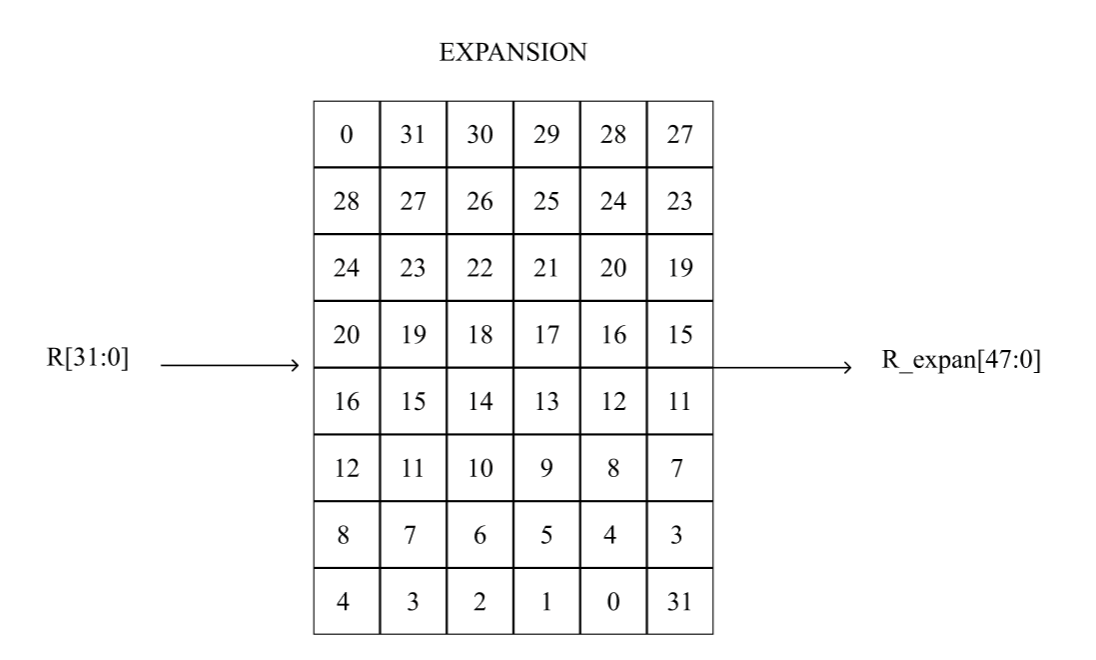 EXPANSION
0 31 30 29 28 27
28 27 26 25 24 23
24 23 22 21 20 19
20 19 18 17 16 15
R[31:0]
R_expan[47:0]
16 15 14 13 12 11
12 11 10 9 8 7
8 7 6 5 4 3
4 3 2 1 0 31